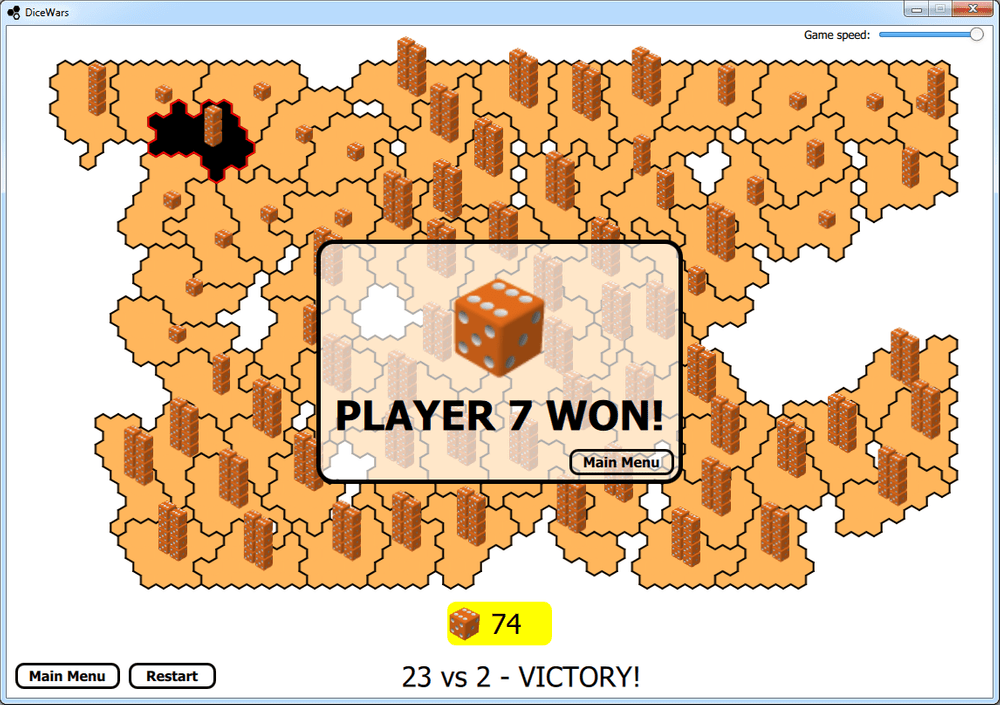 DiceWars
Game speed:
PLAYER 7 WON!
Main Menu
74
23 vs 2 - VICTORY!
Main Menu
Restart